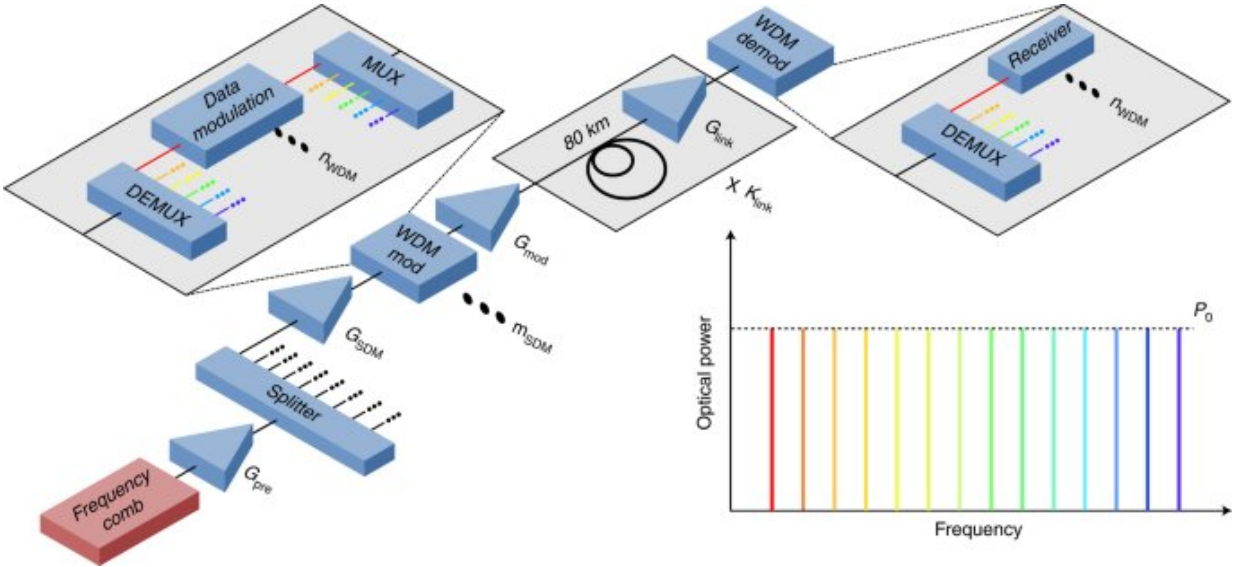 MUX
Data
modulation
n_WDM
DEMUX
WDM
demod
Receiver
n_WDM
DEMUX
80 km
G_link
x K_link
WDM
mod
G_mod
m_SDM
G_SDM
Splitter
G_pre
Frequency
comb
Optical power
P_0
Frequency